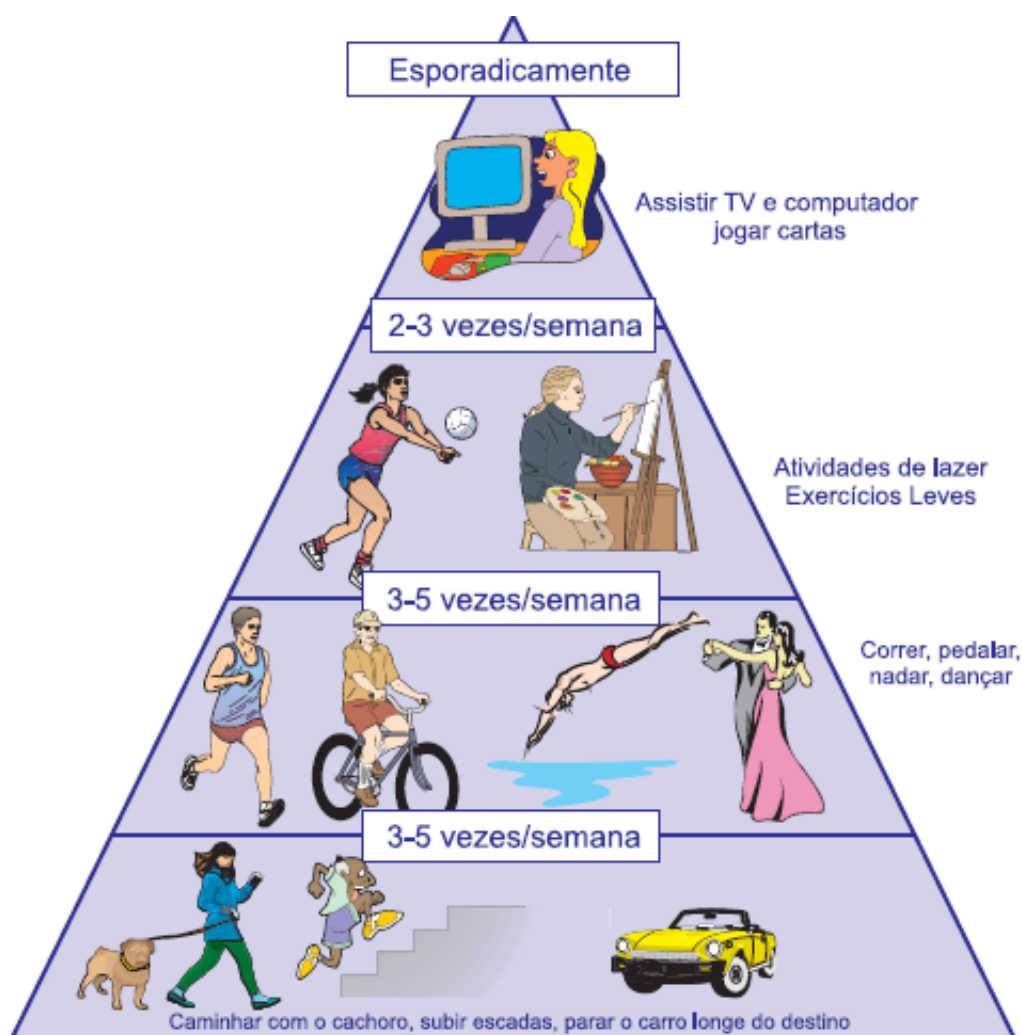 Esporadicamente
Assistir TV e computador
jogar cartas
2-3 vezes/semana
Atividades de lazer
Exercícios Leves
3-5 vezes/semana
Correr, pedalar,
nadar, dançar
3-5 vezes/semana
Caminhar com o cachoro, subir escadas, parar o carro longe do destino